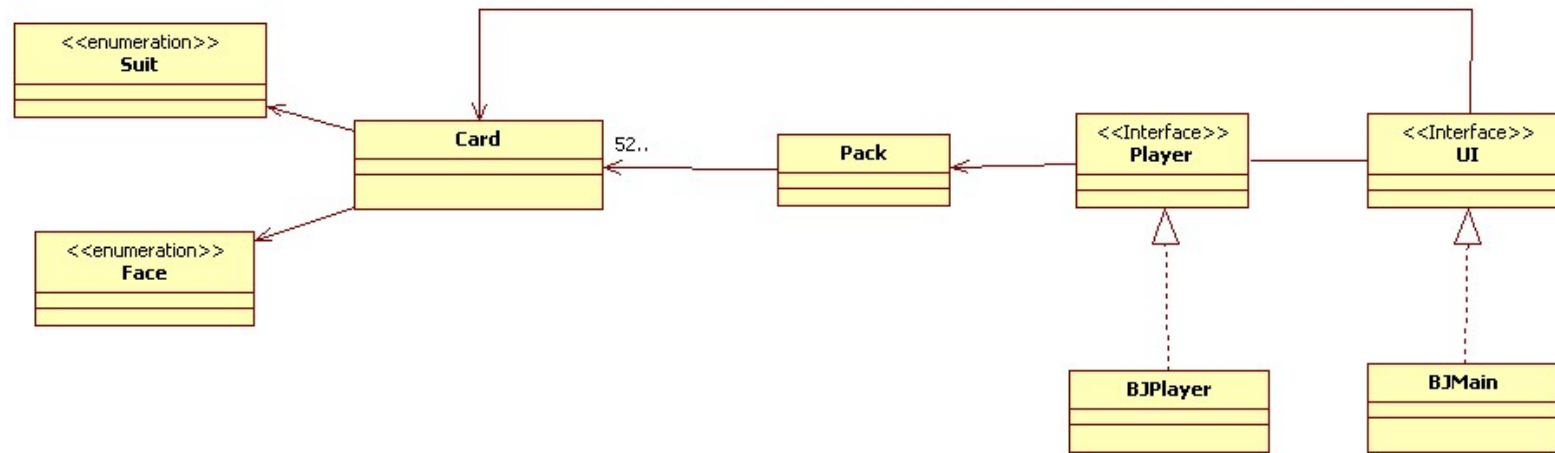 <<enumeration>>
Suit
Card
52..
Pack
<<Interface>>
Player
<<Interface>>
UI
<<enumeration>>
Face
BJPlayer
BJMain